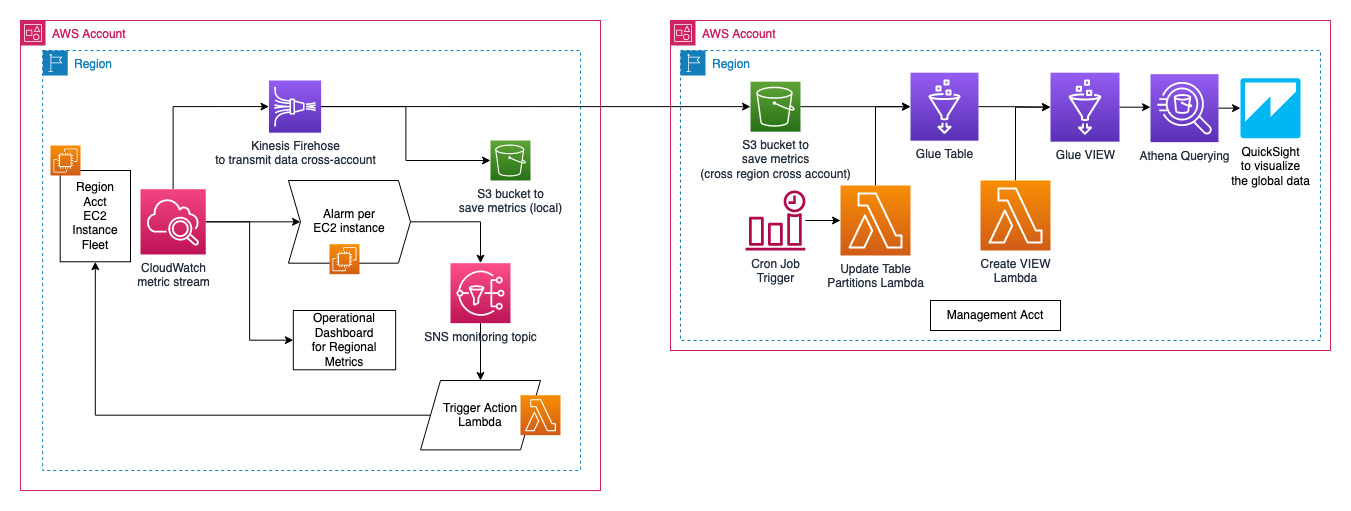 AWS Account
Region
Kinesis Firehose
to transmit data cross-account
S3 bucket to
save metrics (local)
Region
Acct
EC2
Instance
Fleet
CloudWatch
metric stream
Alarm per
EC2 instance
SNS monitoring topic
Operational
Dashboard
for Regional
Metrics
Trigger Action
Lambda
AWS Account
Region
S3 bucket to
save metrics
(cross region cross account)
Glue Table
Glue VIEW
Athena Querying
QuickSight
to visualize
the global data
Cron Job
Trigger
Update Table
Partitions Lambda
Create VIEW
Lambda
Management Acct